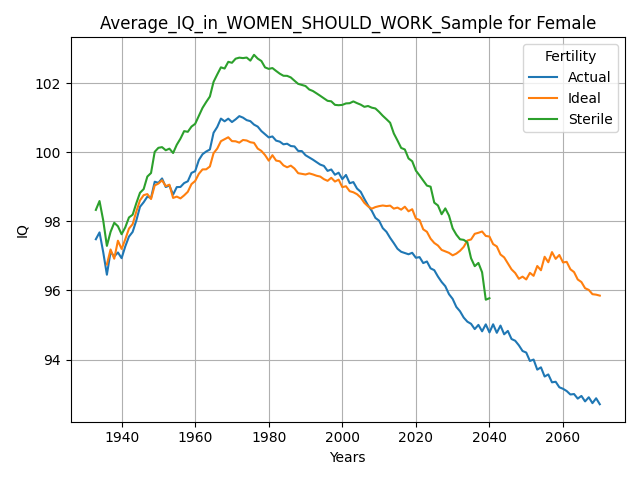 Average_IQ_in_WOMEN_SHOULD_WORK_Sample for Female
Fertility
Actual
Ideal
Sterile
IQ
102
100
98
96
94
1940 1960 1980 2000 2020 2040 2060
Years